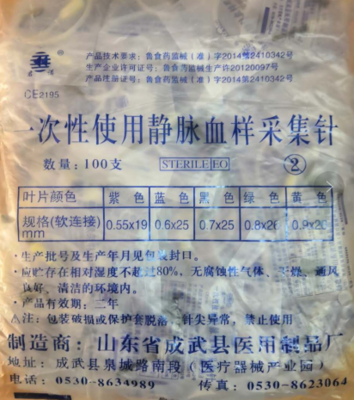 产品技术要求：鲁食药监械（准）字2014第2410342号
生产企业许可证号：鲁食药监械生产许20120097号
产品注册证号：鲁食药监械（准）字2014第2410342号
CE2195
一次性使用静脉血样采集针
数量：100支 STERILE EO ②
叶片颜色 紫 色 蓝 色 黑 色 绿 色 黄 色
规格(软连接)mm 0.55x19 0.6x25 0.7x25 0.8x25 0.9x25
·生产批号及生产年月见包装封口。
·应贮存在相对湿度不超过80%、无腐蚀性气体、干燥、通风
良好、清洁的环境内。
·产品有效期：二年
△注：包装破损或保护套脱落、针尖异常，禁止使用
制造商：山东省成武县医用制品厂
地址：成武县泉城路南段（医疗器械产业园）
电话：0530-8634989 传真：0530-8623064